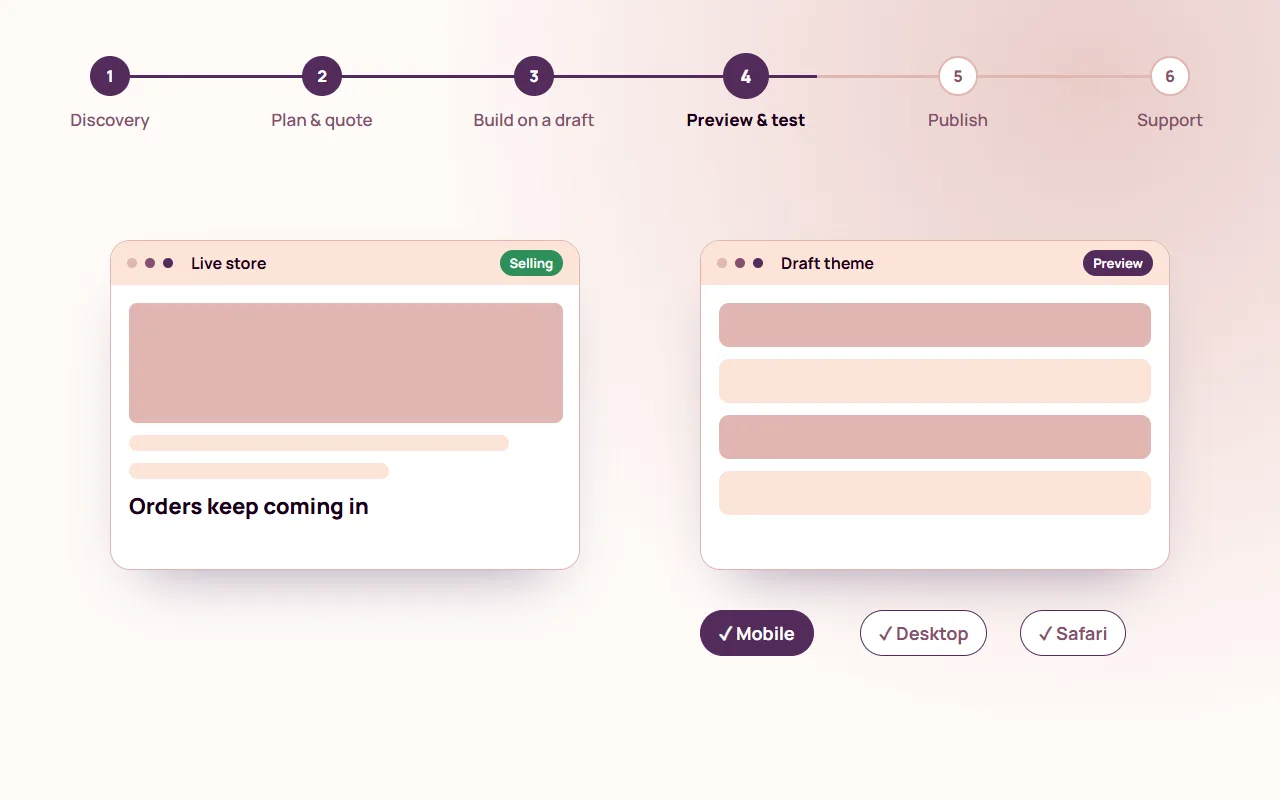 1 2 3 4 5 6
Discovery Plan & quote Build on a draft Preview & test Publish Support
Live store Selling
Orders keep coming in
Draft theme Preview
✓ Mobile ✓ Desktop ✓ Safari